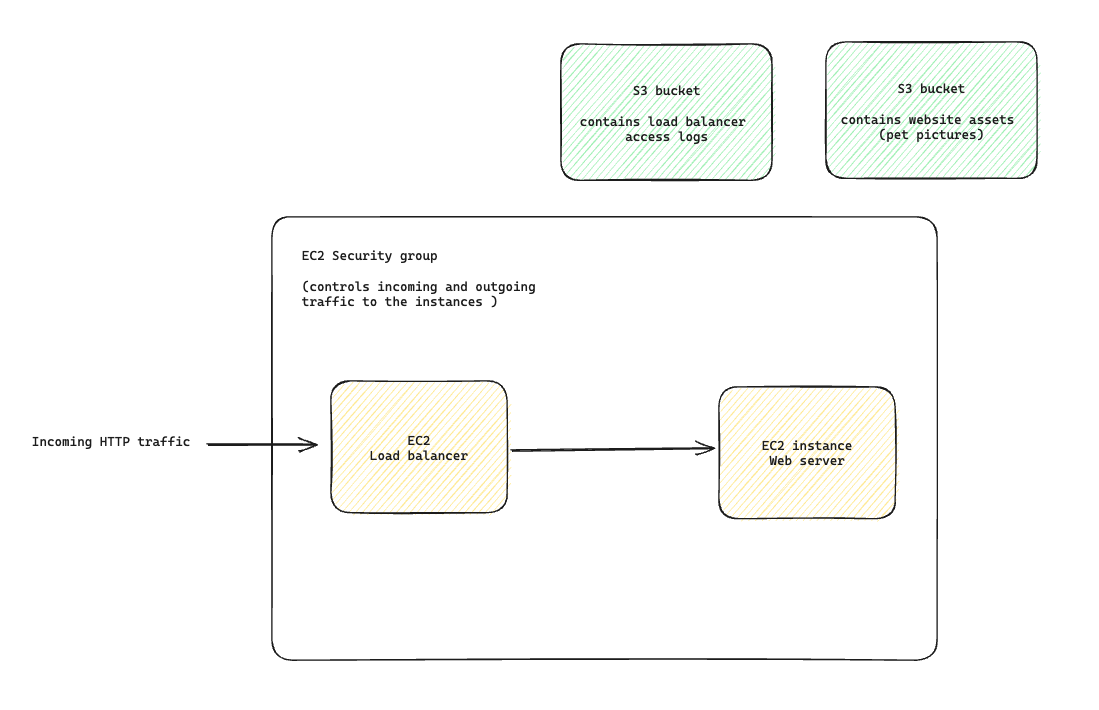 S3 bucket
contains load balancer
access logs
S3 bucket
contains website assets
(pet pictures)
EC2 Security group
(controls incoming and outgoing
traffic to the instances )
Incoming HTTP traffic
EC2
Load balancer
EC2 instance
Web server